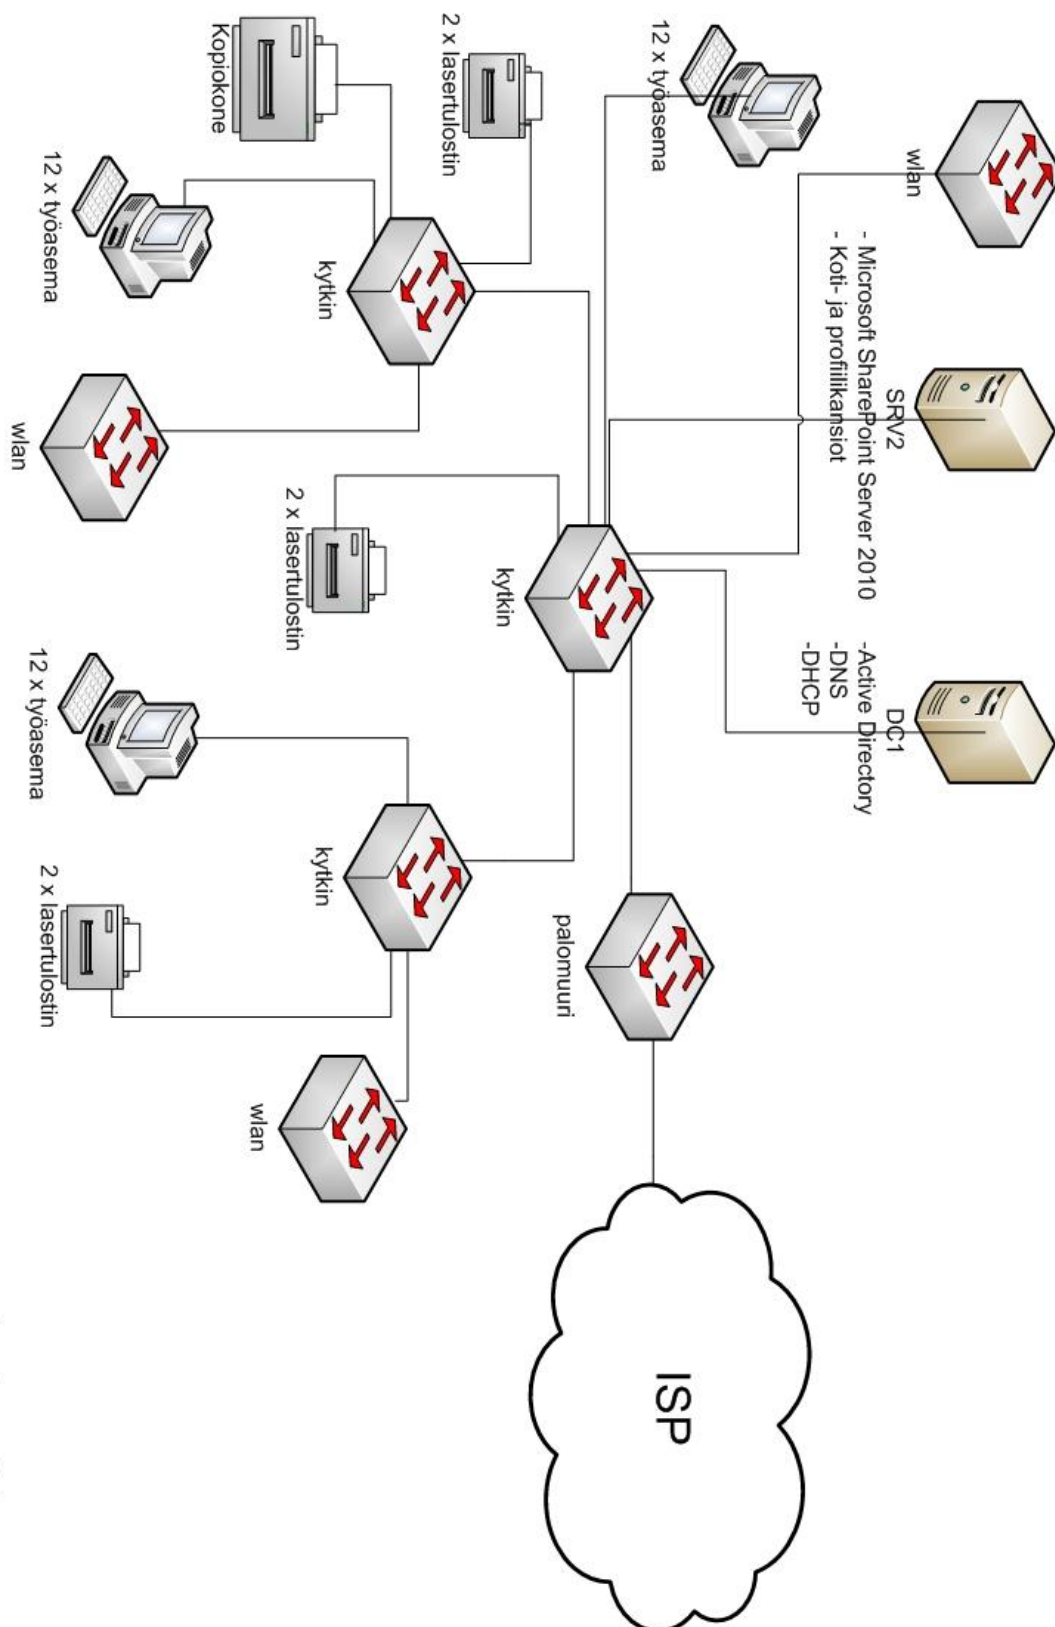 wlan
SRV2
- Microsoft SharePoint Server 2010
- Koti- ja profiilikansiot
DC1
-Active Directory
-DNS
-DHCP
12 x työasema
ISP
palomuuri
kytkin
2 x lasertulostin
kytkin
kytkin
2 x lasertulostin
wlan
Kopiokone
12 x työasema
12 x työasema
2 x lasertulostin
wlan